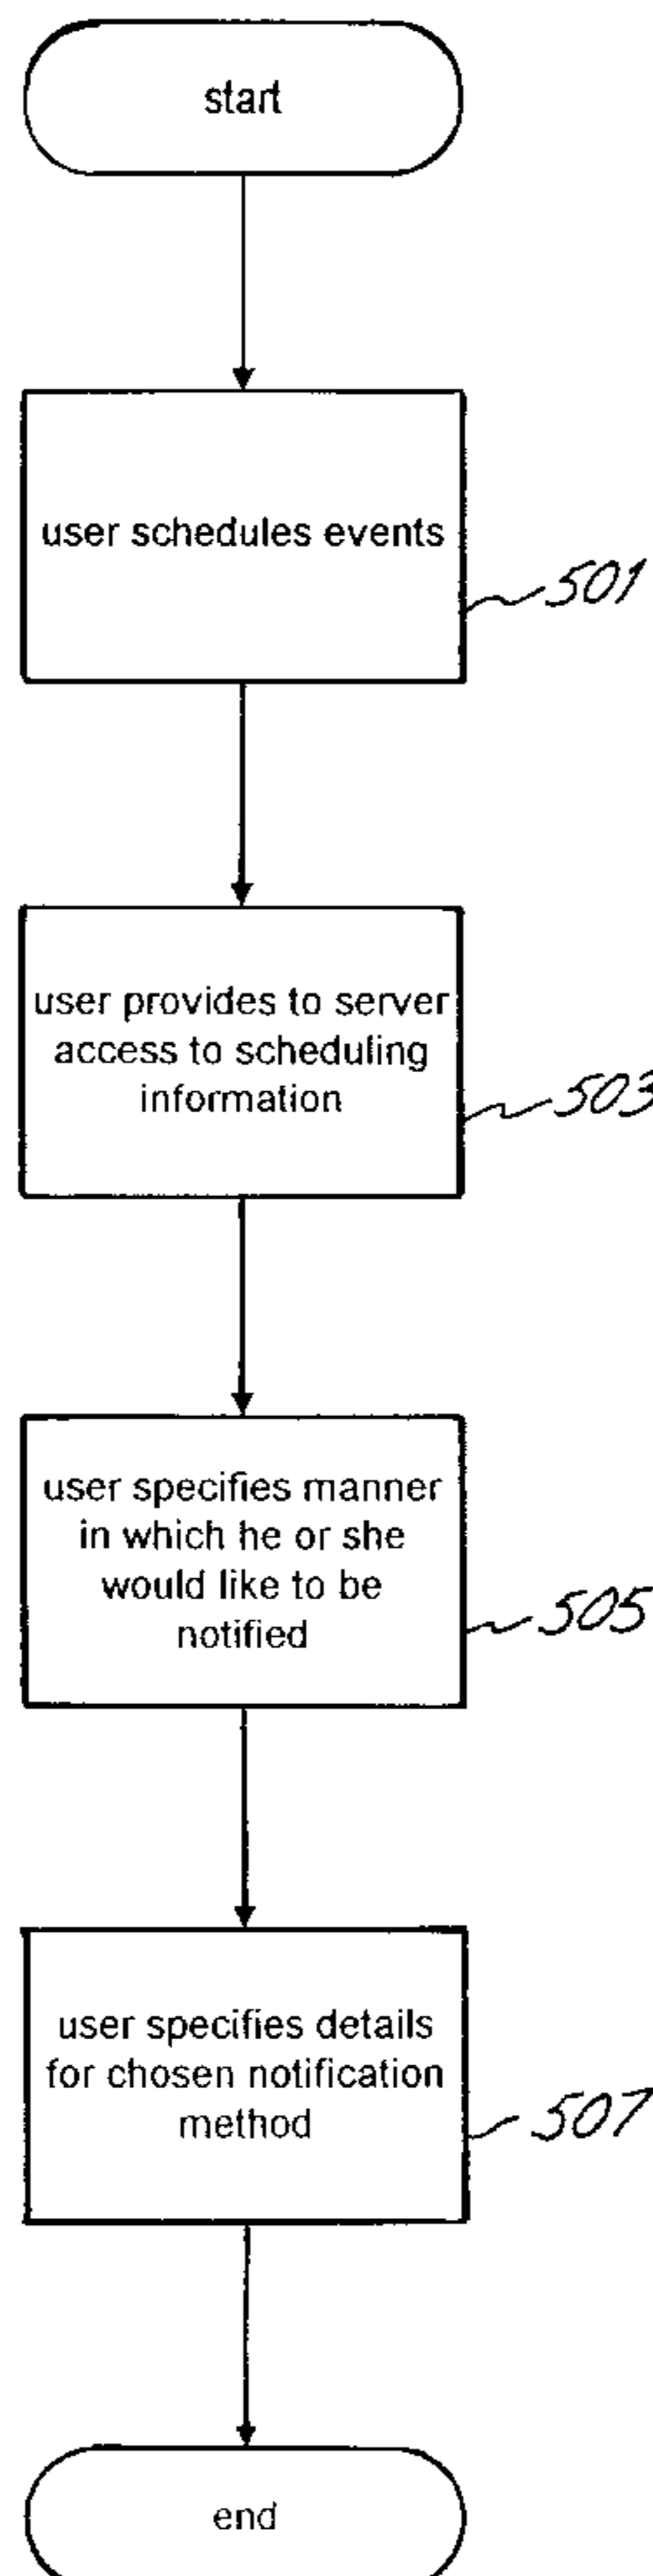 start
user schedules events
501
user provides to server
access to scheduling
information
503
user specifies manner
in which he or she
would like to be
notified
505
user specifies details
for chosen notification
method
507
end